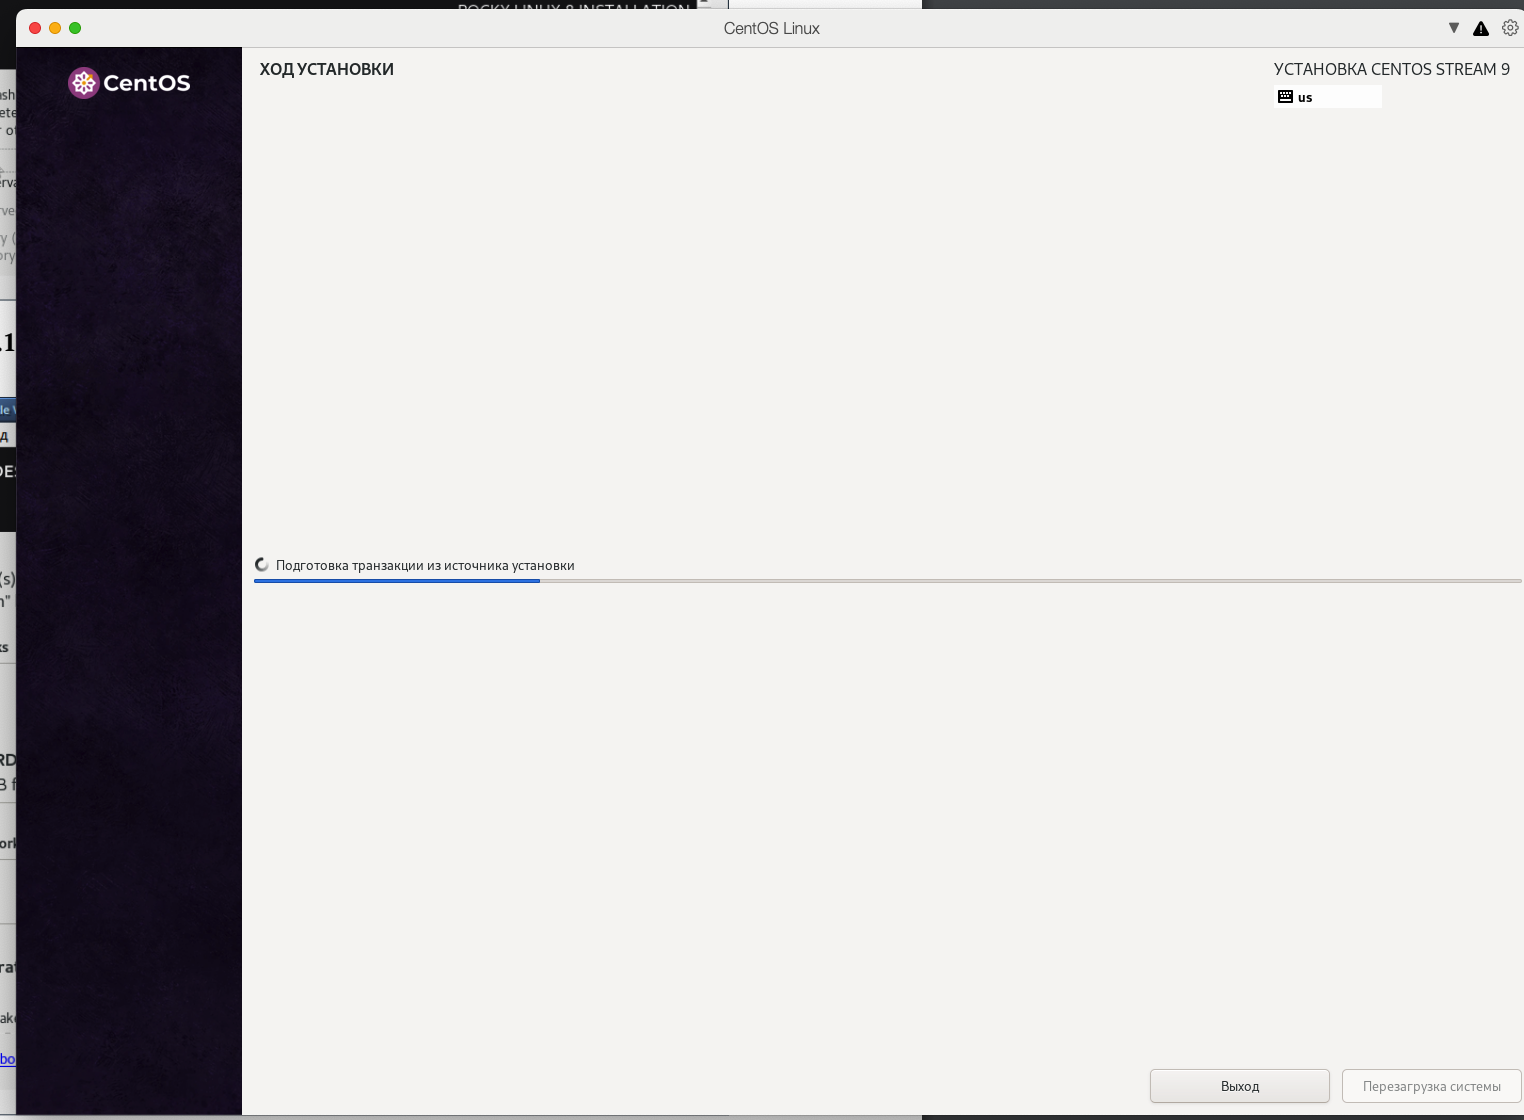 ROCKY LINUX 8 INSTALLATION
CentOS Linux
CentOS
ХОД УСТАНОВКИ
УСТАНОВКА CENTOS STREAM 9
us
Подготовка транзакции из источника установки
Выход
Перезагрузка системы